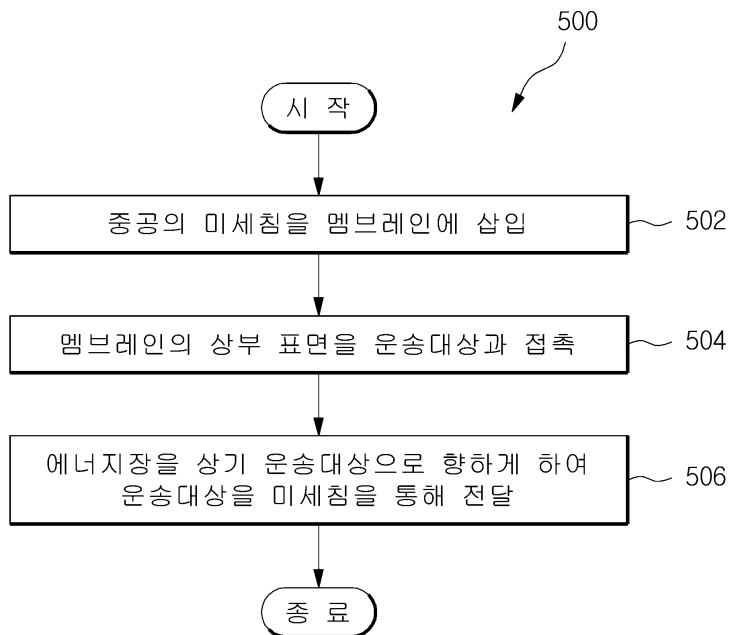 500
시 작
중공의 미세침을 멤브레인에 삽입
502
멤브레인의 상부 표면을 운송대상과 접촉
504
에너지장을 상기 운송대상으로 향하게 하여
운송대상을 미세침을 통해 전달
506
종 료